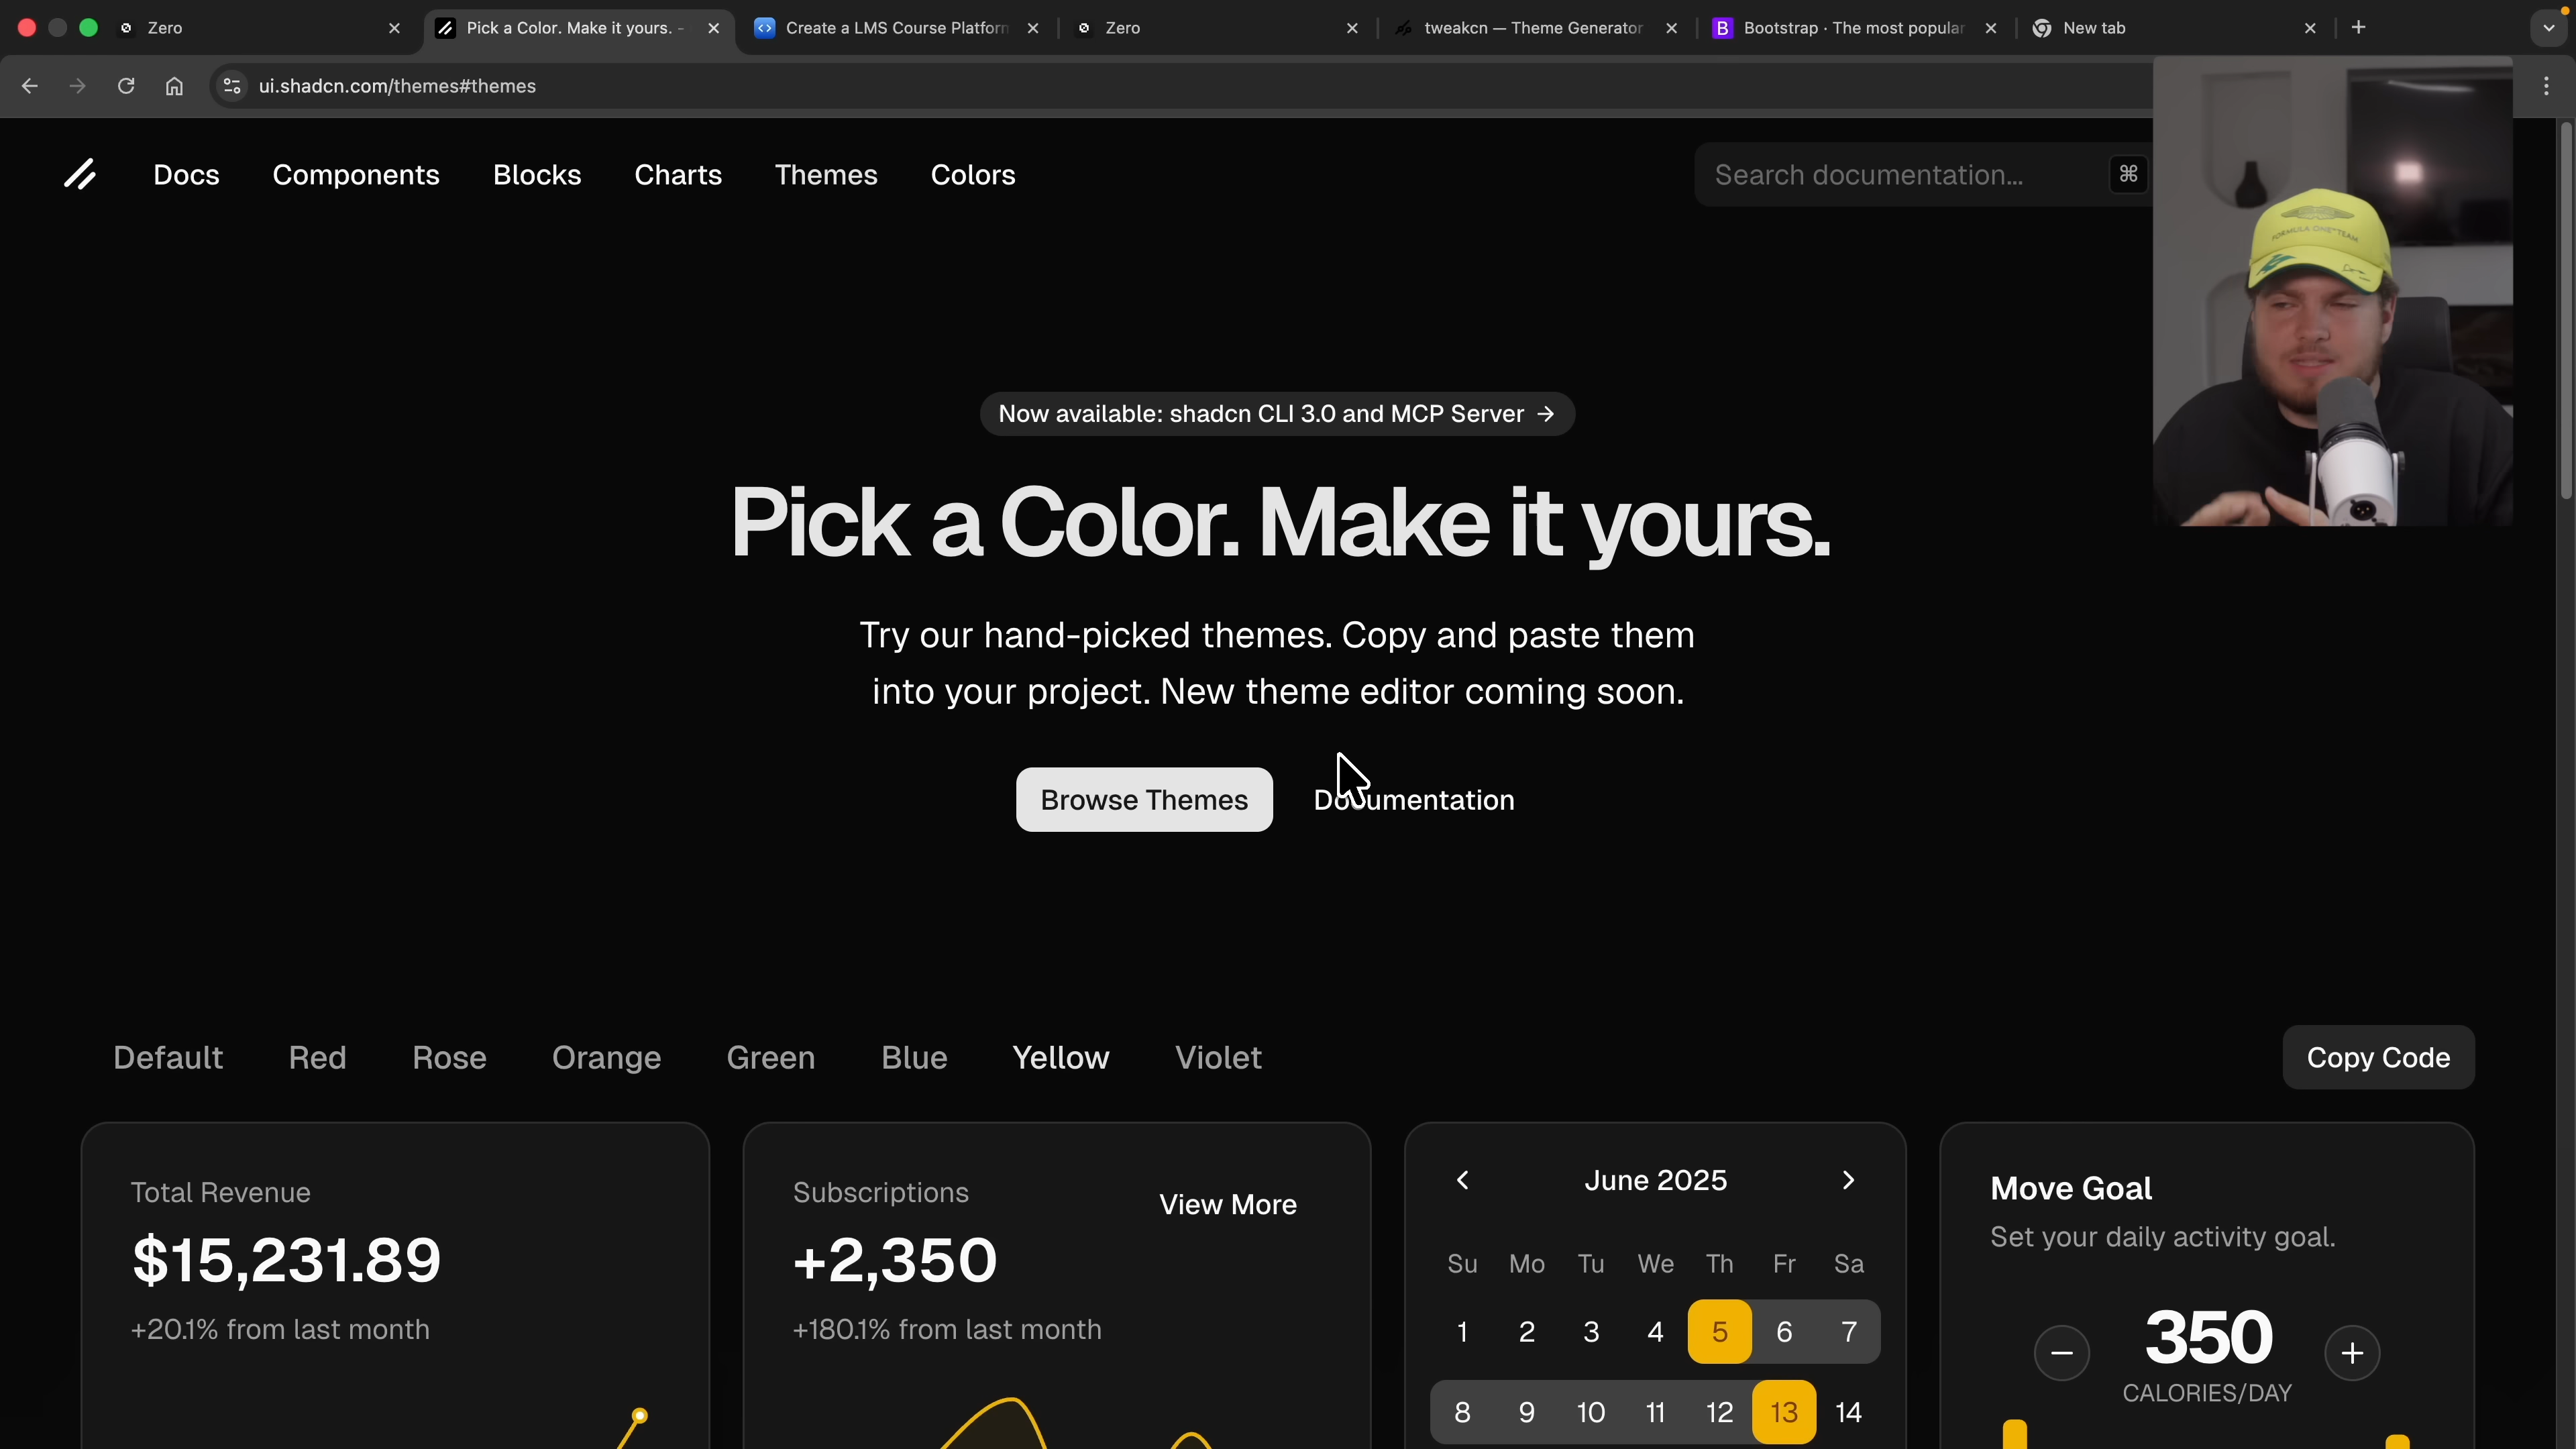 Zero
Pick a Color. Make it yours. -
Create a LMS Course Platform
Zero
tweakcn — Theme Generator
Bootstrap · The most popular
New tab
ui.shadcn.com/themes#themes
Docs
Components
Blocks
Charts
Themes
Colors
Search documentation...
⌘
FORMULA ONE TEAM
Now available: shadcn CLI 3.0 and MCP Server →
Pick a Color. Make it yours.
Try our hand-picked themes. Copy and paste them
into your project. New theme editor coming soon.
Browse Themes
Documentation
Default
Red
Rose
Orange
Green
Blue
Yellow
Violet
Copy Code
Total Revenue
$15,231.89
+20.1% from last month
Subscriptions
View More
+2,350
+180.1% from last month
June 2025
Su Mo Tu We Th Fr Sa
1 2 3 4 5 6 7
8 9 10 11 12 13 14
Move Goal
Set your daily activity goal.
350
CALORIES/DAY